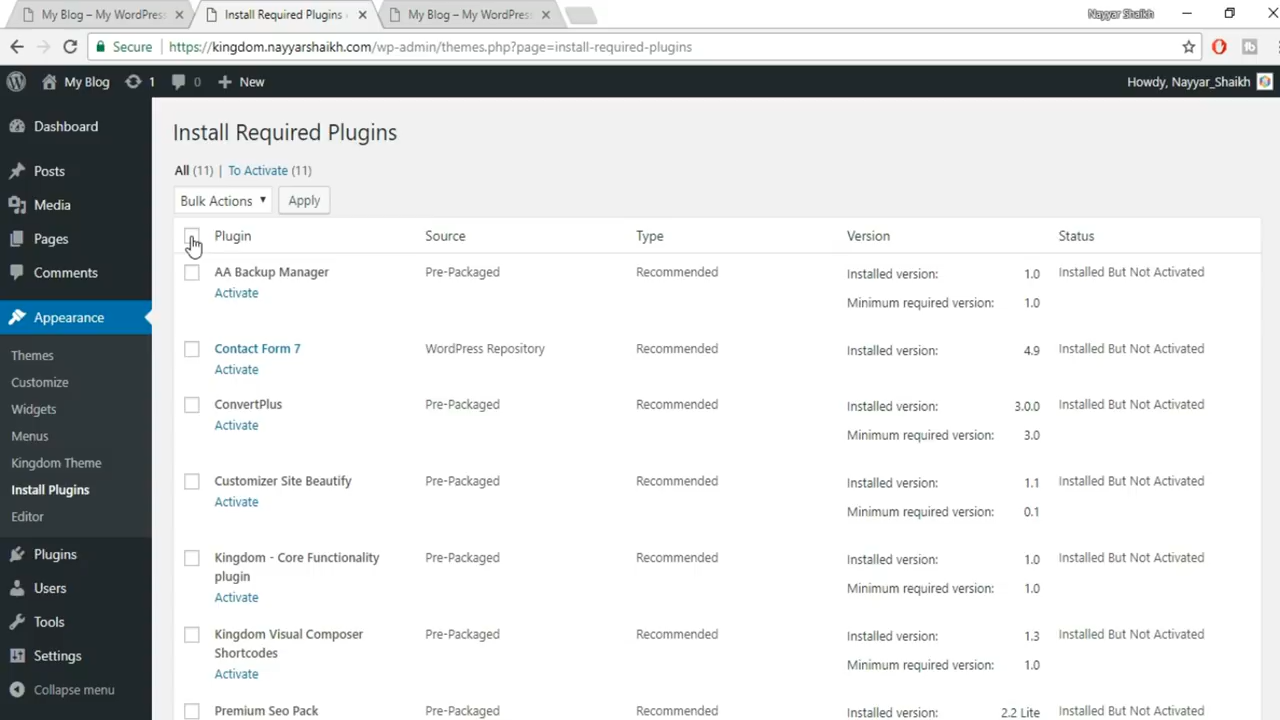 My Blog – My WordPress
Install Required Plugins
My Blog – My WordPress
Nayyar Shaikh
Secure
https://kingdom.nayyarshaikh.com/wp-admin/themes.php?page=install-required-plugins
My Blog
1
0
New
Howdy, Nayyar_Shaikh
Dashboard
Posts
Media
Pages
Comments
Appearance
Themes
Customize
Widgets
Menus
Kingdom Theme
Install Plugins
Editor
Plugins
Users
Tools
Settings
Collapse menu
Install Required Plugins
All (11) | To Activate (11)
Bulk Actions
Apply
Plugin Source Type Version Status
AA Backup Manager Pre-Packaged Recommended Installed version: 1.0 Installed But Not Activated
Activate Minimum required version: 1.0
Contact Form 7 WordPress Repository Recommended Installed version: 4.9 Installed But Not Activated
Activate
ConvertPlus Pre-Packaged Recommended Installed version: 3.0.0 Installed But Not Activated
Activate Minimum required version: 3.0
Customizer Site Beautify Pre-Packaged Recommended Installed version: 1.1 Installed But Not Activated
Activate Minimum required version: 0.1
Kingdom - Core Functionality Pre-Packaged Recommended Installed version: 1.0 Installed But Not Activated
plugin Minimum required version: 1.0
Activate
Kingdom Visual Composer Pre-Packaged Recommended Installed version: 1.3 Installed But Not Activated
Shortcodes Minimum required version: 1.0
Activate
Premium Seo Pack Pre-Packaged Recommended Installed version: 2.2 Lite Installed But Not Activated